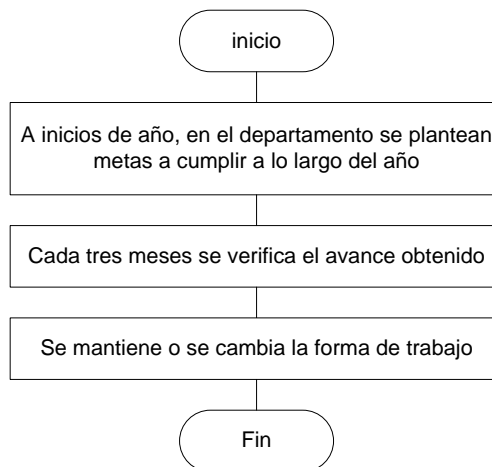 inicio
A inicios de año, en el departamento se plantean
metas a cumplir a lo largo del año
Cada tres meses se verifica el avance obtenido
Se mantiene o se cambia la forma de trabajo
Fin